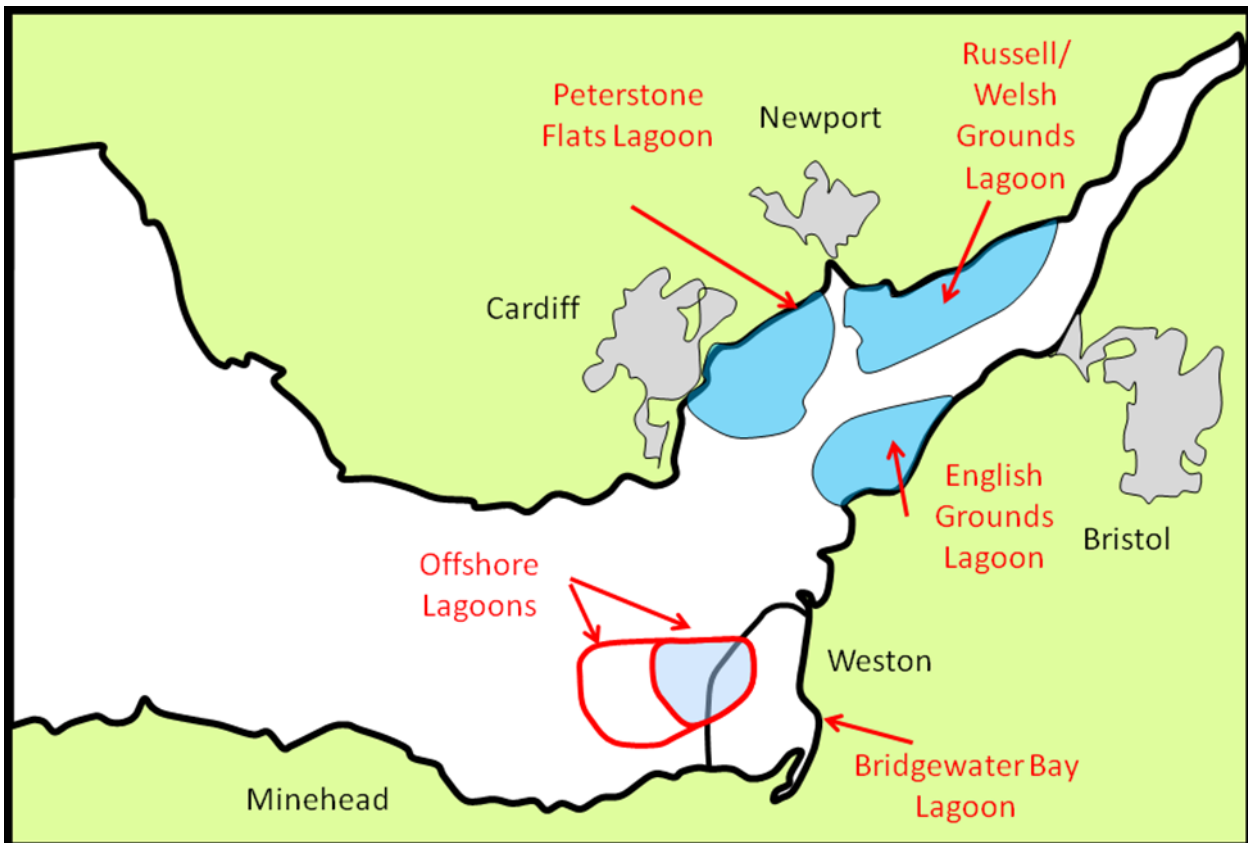 Peterstone
Flats Lagoon
Newport
Russell/
Welsh
Grounds
Lagoon
Cardiff
English
Grounds
Lagoon
Bristol
Offshore
Lagoons
Weston
Bridgewater Bay
Lagoon
Minehead